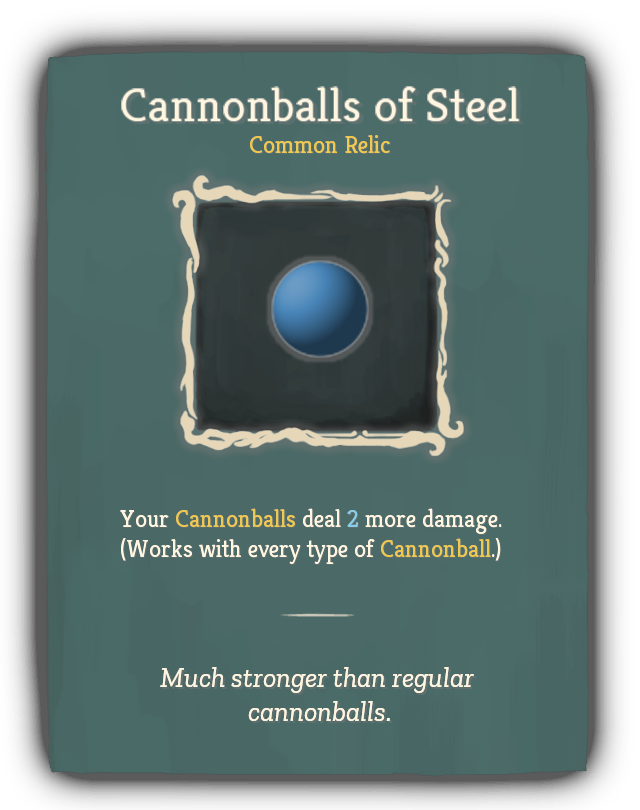 Cannonballs of Steel
Common Relic
Your Cannonballs deal 2 more damage.
(Works with every type of Cannonball.)
Much stronger than regular
cannonballs.